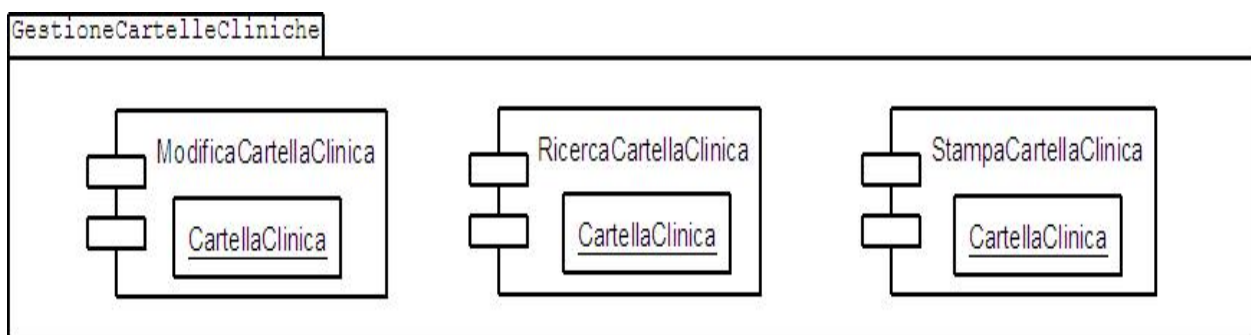 GestioneCartelleCliniche
ModificaCartellaClinica
CartellaClinica
RicercaCartellaClinica
CartellaClinica
StampaCartellaClinica
CartellaClinica